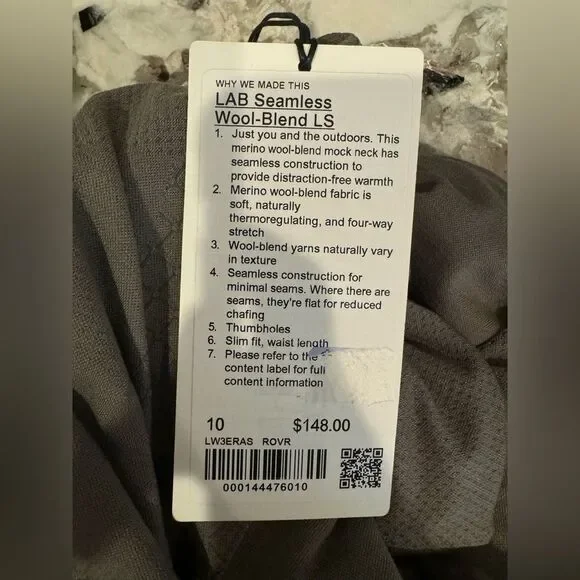 WHY WE MADE THIS
LAB Seamless
Wool-Blend LS
1. Just you and the outdoors. This
merino wool-blend mock neck has
seamless construction to
provide distraction-free warmth
2. Merino wool-blend fabric is
soft, naturally
thermoregulating, and four-way
stretch
3. Wool-blend yarns naturally vary
in texture
4. Seamless construction for
minimal seams. Where there are
seams, they're flat for reduced
chafing
5. Thumbholes
6. Slim fit, waist length
7. Please refer to the
content label for full
content information
10 $148.00
LW3ERAS ROVR
000144476010